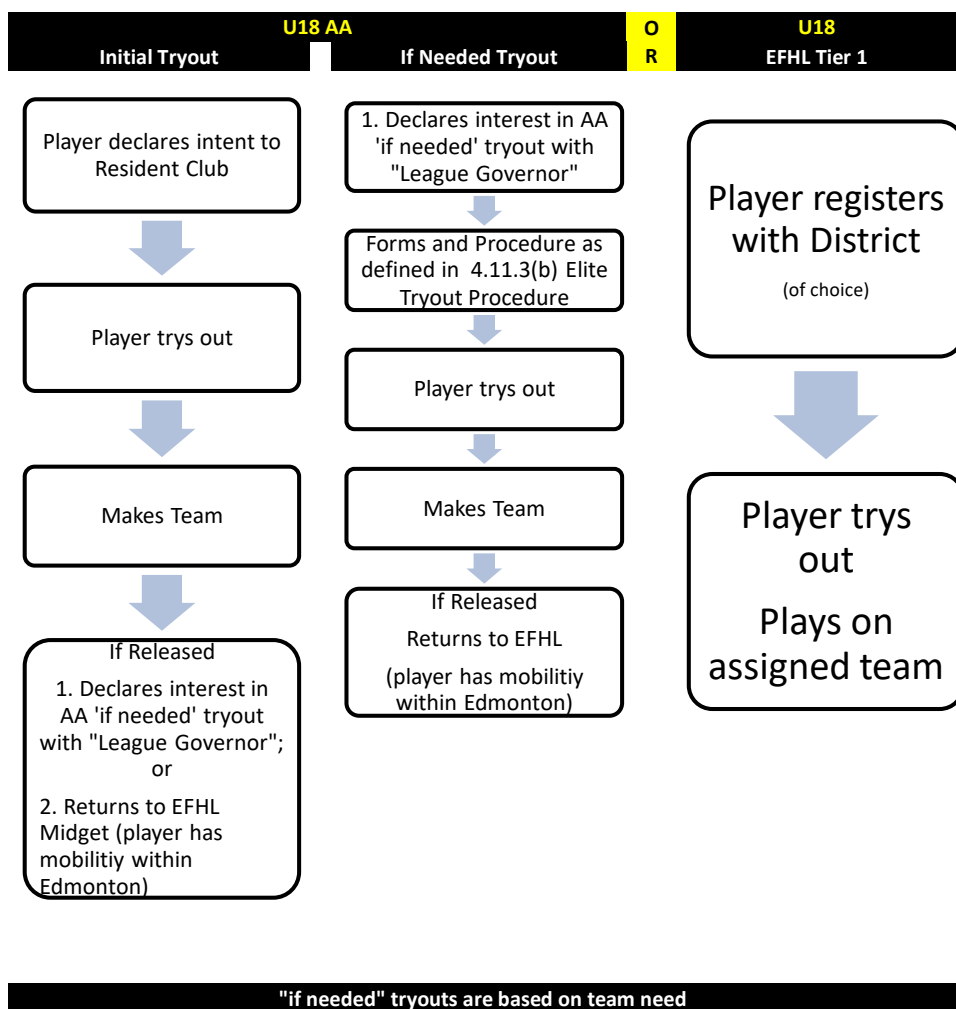 U18 AA
Initial Tryout
If Needed Tryout
O
R
U18
EFHL Tier 1
Player declares intent to
Resident Club
Player trys out
Makes Team
If Released
1. Declares interest in
AA 'if needed' tryout
with "League Governor";
or
2. Returns to EFHL
Midget (player has
mobilitiy within
Edmonton)
1. Declares interest in AA
'if needed' tryout with
"League Governor"
Forms and Procedure as
defined in 4.11.3(b) Elite
Tryout Procedure
Player trys out
Makes Team
If Released
Returns to EFHL
(player has mobilitiy
within Edmonton)
Player registers
with District
(of choice)
Player trys
out
Plays on
assigned team
"if needed" tryouts are based on team need